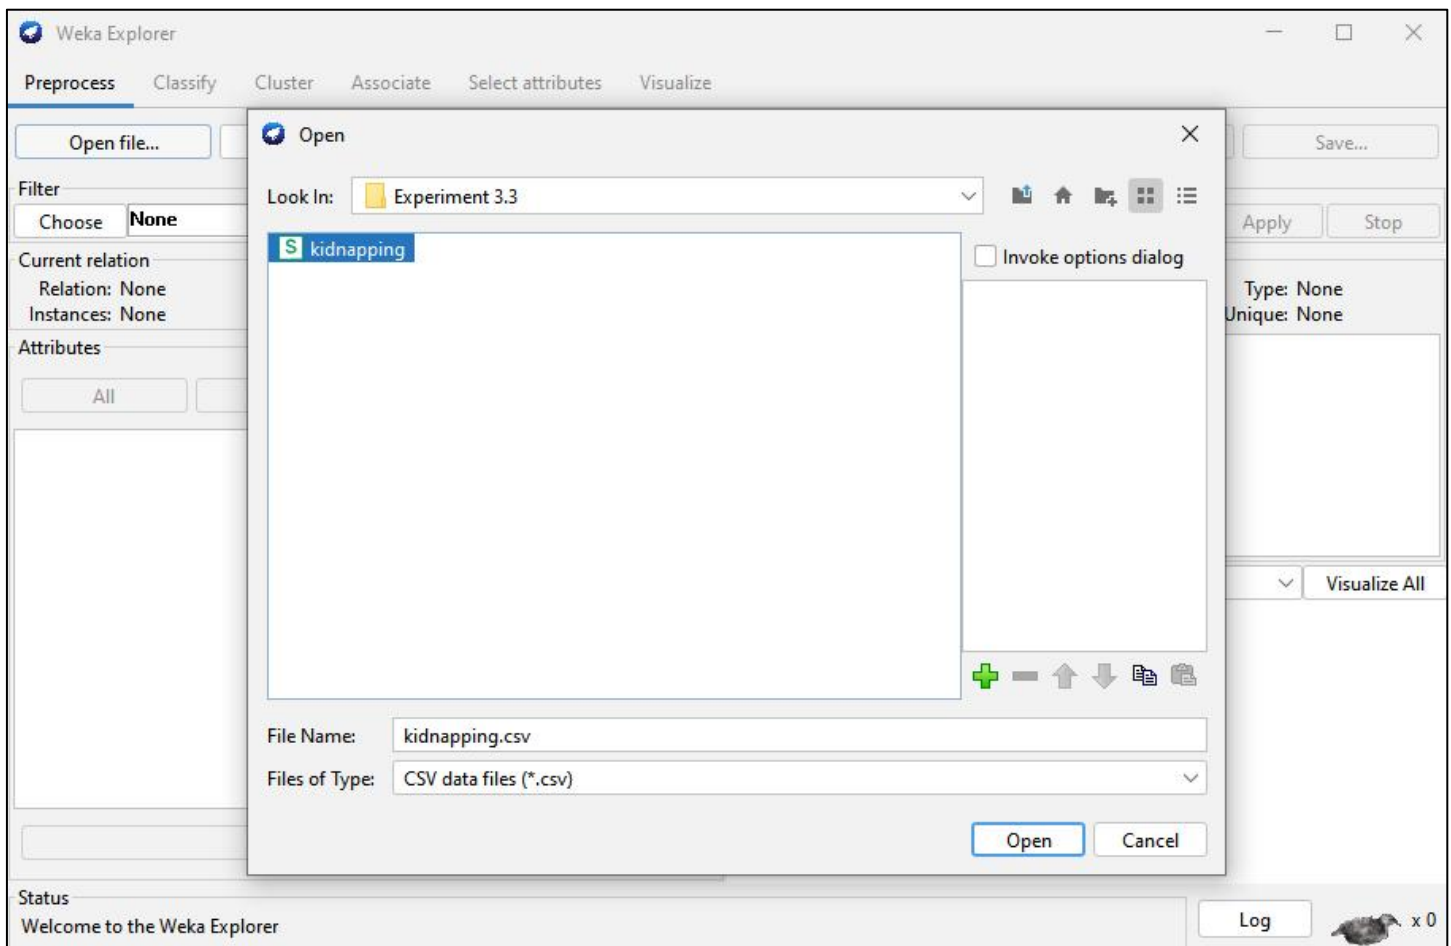 Weka Explorer
Preprocess Classify Cluster Associate Select attributes Visualize
Open file...
Open
Save...
Filter
Look In: Experiment 3.3
Choose None
Apply Stop
S kidnapping
Invoke options dialog
Current relation
Relation: None
Type: None
Instances: None
Unique: None
Attributes
All
Visualize All
File Name: kidnapping.csv
Files of Type: CSV data files (*.csv)
Open Cancel
Status
Welcome to the Weka Explorer
Log
x 0